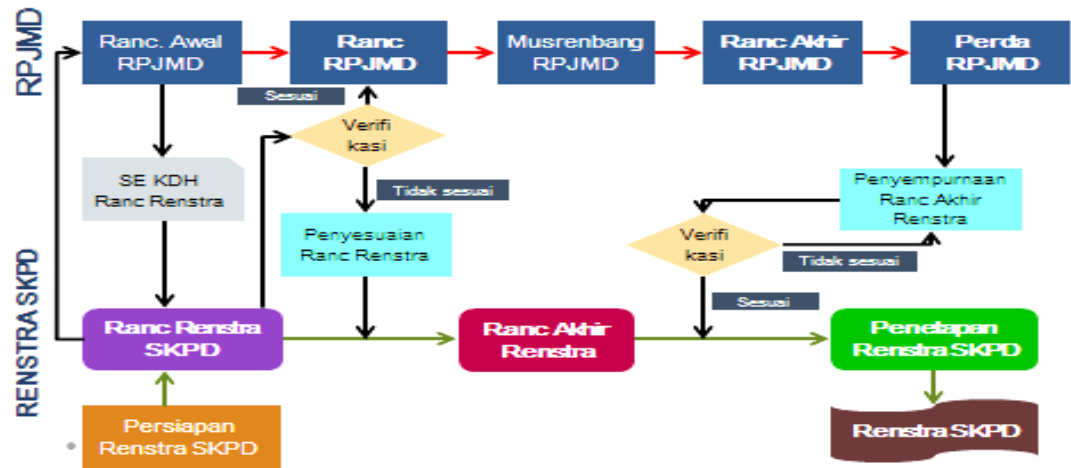 RPJMD
Ranc. Awal
RPJMD
Ranc
RPJMD
Musrenbang
RPJMD
Ranc Akhir
RPJMD
Perda
RPJMD
Sesuai
Verifi
kasi
SE KDH
Ranc Renstra
Tidak sesuai
Penyesuaian
Ranc Renstra
Penyempurnaan
Ranc Akhir
Renstra
Verifi
kasi
Tidak sesuai
Sesuai
RENSTRA SKPD
Ranc Renstra
SKPD
Ranc Akhir
Renstra
Penetapan
Renstra SKPD
Persiapan
Renstra SKPD
Renstra SKPD